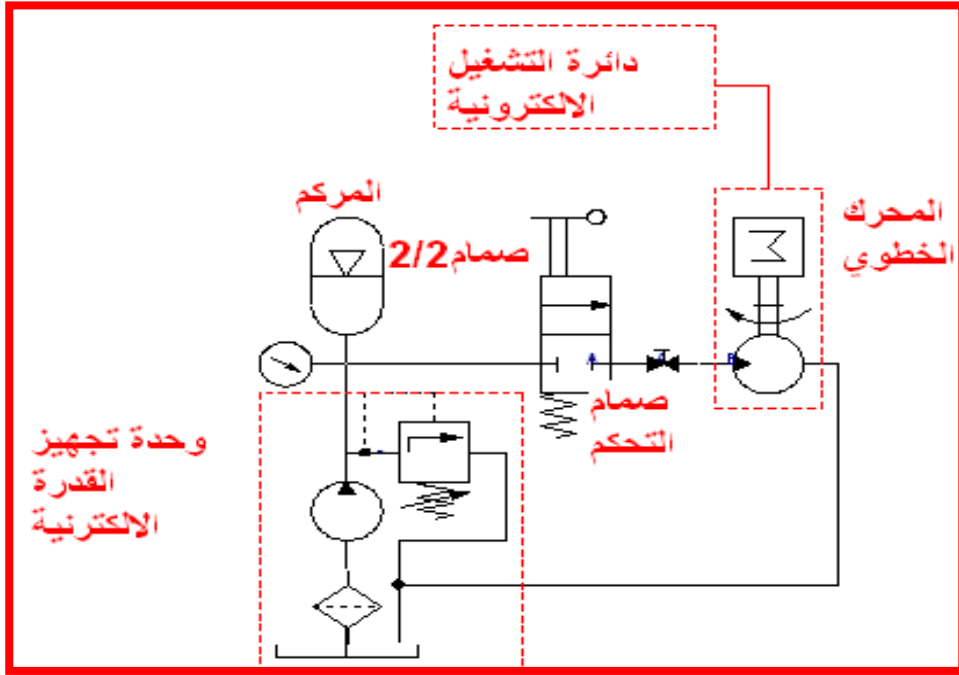 دائرة التشغيل
الالكترونية
المركم
صمام2/2
المحرك
الخطوي
A
صمام
التحكم
وحدة تجهيز
القدرة
الالكترنية